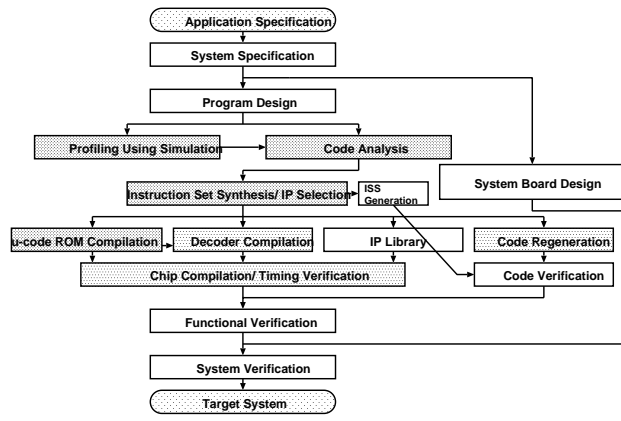 Application Specification
System Specification
Program Design
Profiling Using Simulation
Code Analysis
Instruction Set Synthesis/ IP Selection
ISS
Generation
System Board Design
u-code ROM Compilation
Decoder Compilation
IP Library
Code Regeneration
Chip Compilation/ Timing Verification
Code Verification
Functional Verification
System Verification
Target System